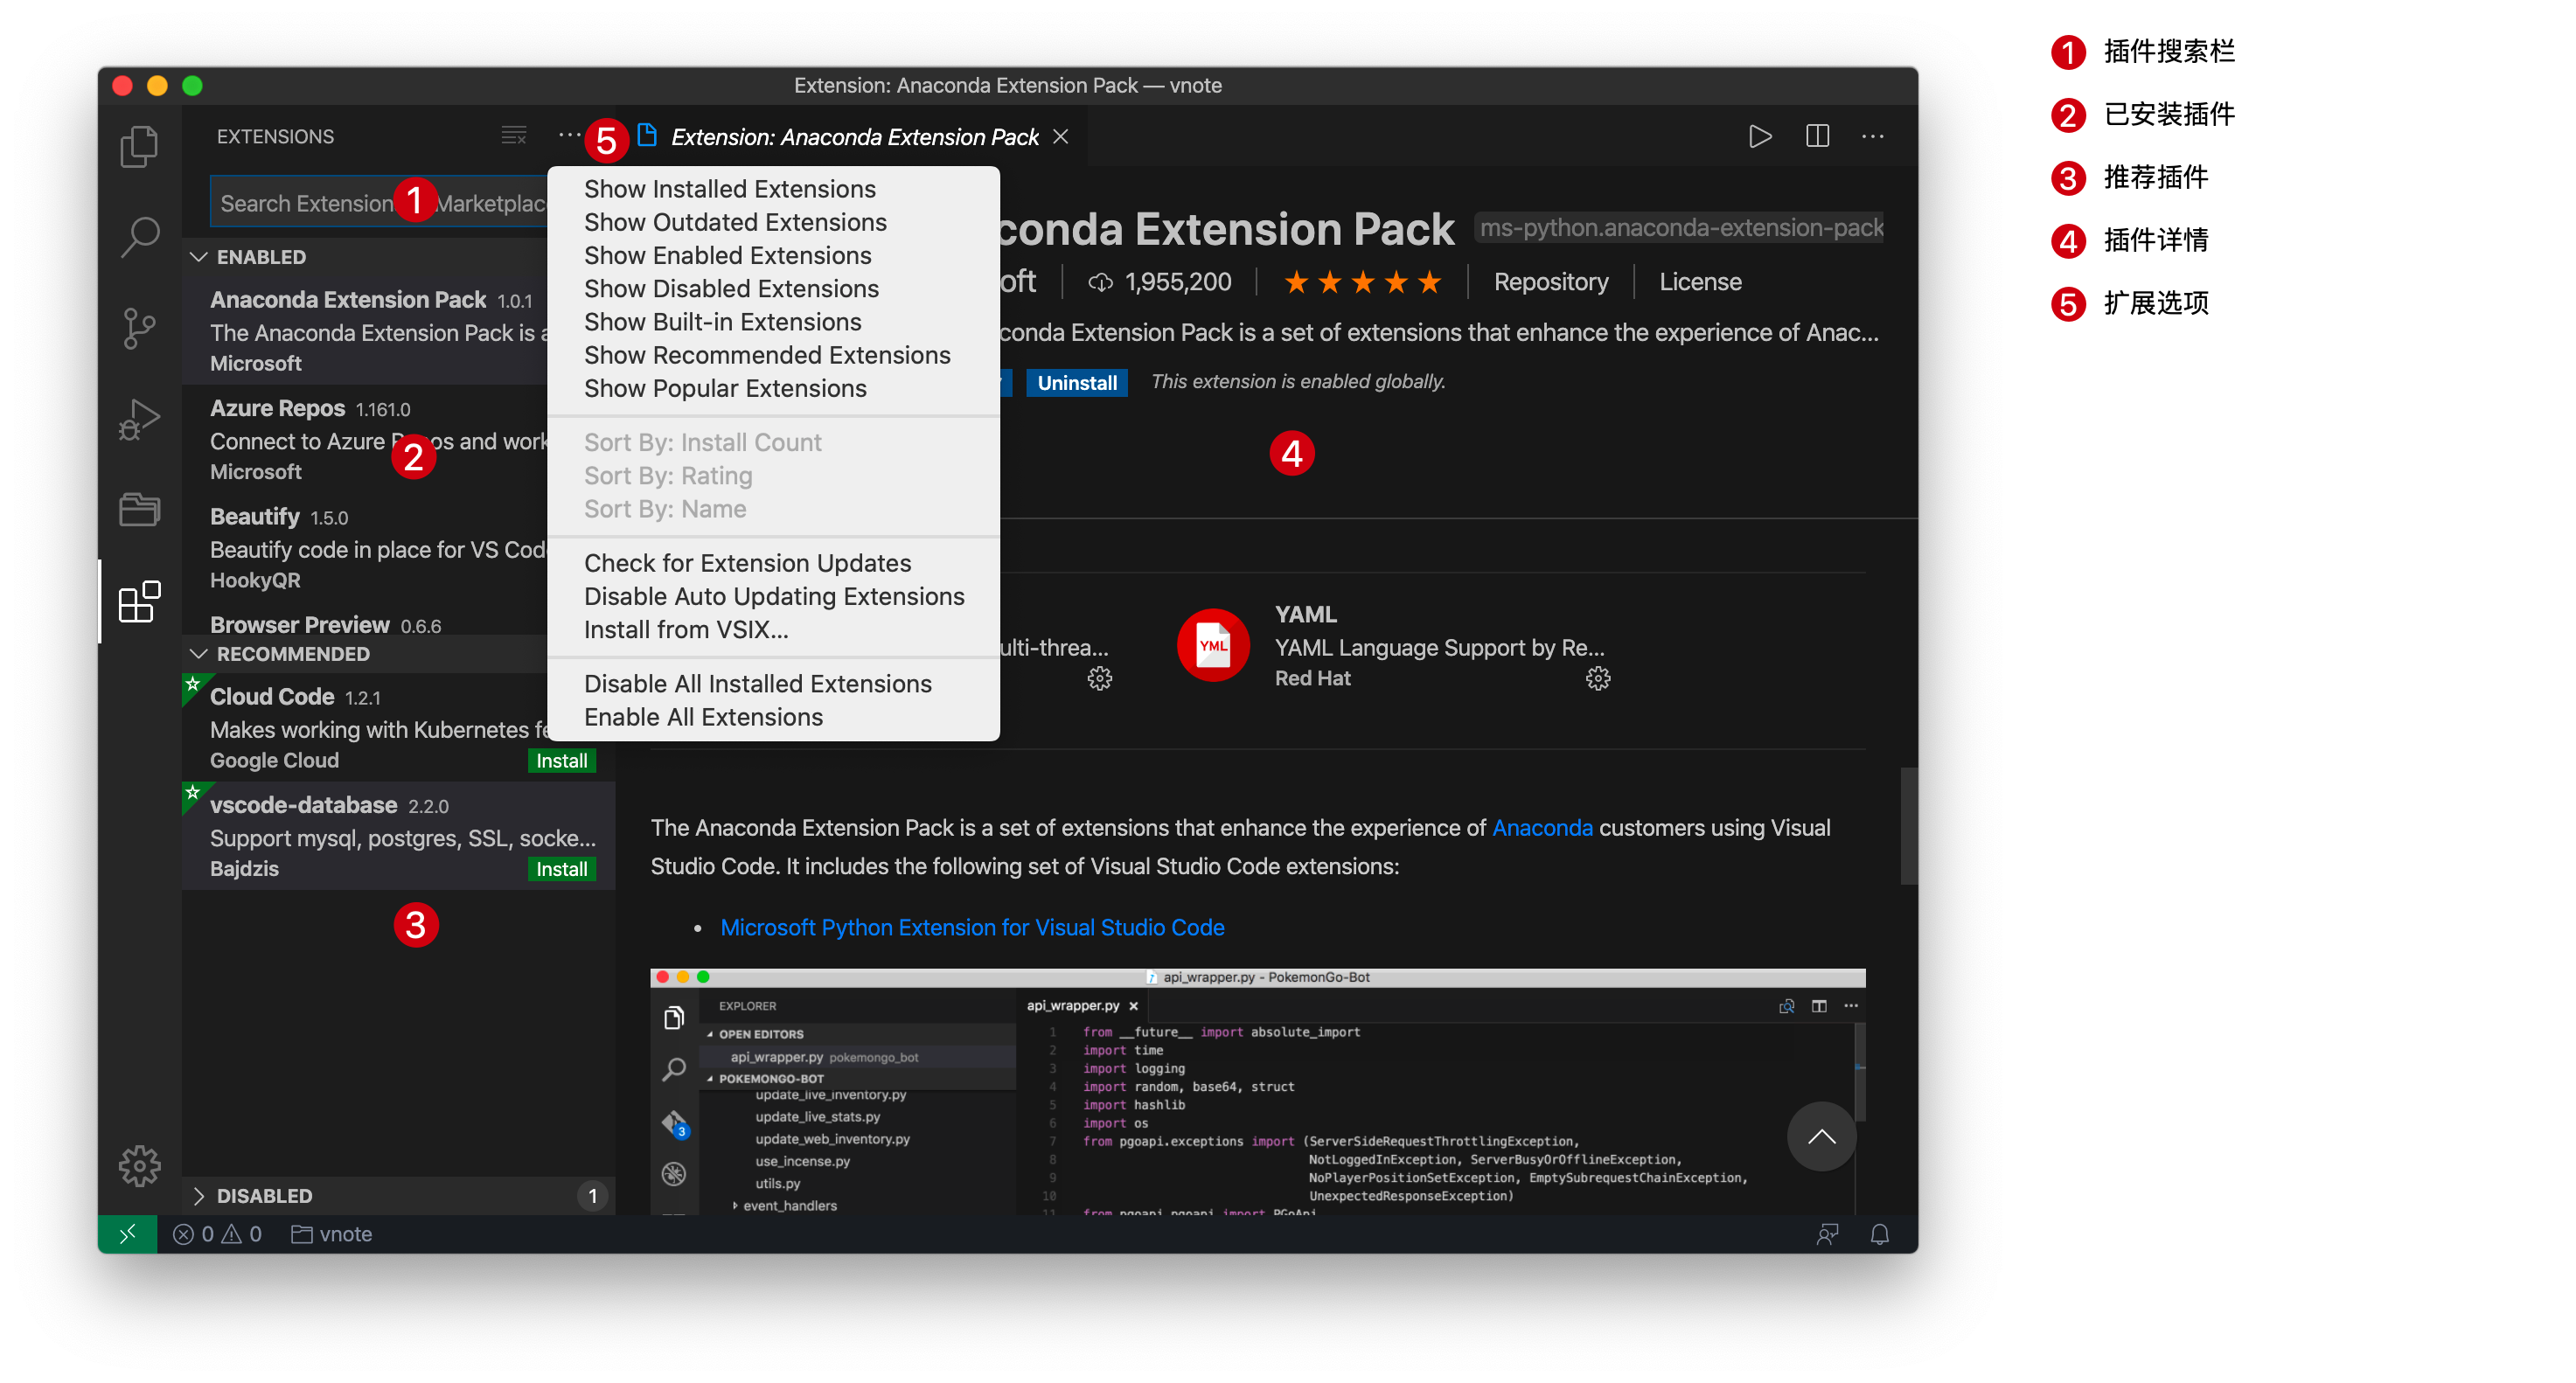 Extension: Anaconda Extension Pack — vnote
EXTENSIONS
5
Extension: Anaconda Extension Pack
Search Extension
1
Marketplac
ENABLED
Anaconda Extension Pack 1.0.1
The Anaconda Extension Pack is
Microsoft
Azure Repos 1.161.0
Connect to Azure and work
2
Microsoft
Beautify 1.5.0
Beautify code in place for VS Cod
HookyQR
Browser Preview 0.6.6
RECOMMENDED
Cloud Code 1.2.1
Makes working with Kubernetes
Google Cloud
Install
vscode-database 2.2.0
Support mysql, postgres, SSL, socke...
Bajdzis
Install
3
DISABLED
1
Show Installed Extensions
Show Outdated Extensions
Show Enabled Extensions
Show Disabled Extensions
Show Built-in Extensions
Show Recommended Extensions
Show Popular Extensions
Sort By: Install Count
Sort By: Rating
Sort By: Name
Check for Extension Updates
Disable Auto Updating Extensions
Install from VSIX...
Disable All Installed Extensions
Enable All Extensions
conda Extension Pack
ms-python.anaconda-extension-pack
oft
1,955,200
★★★★★
Repository
License
conda Extension Pack is a set of extensions that enhance the experience of Anac...
Uninstall
This extension is enabled globally.
4
ulti-threa...
YML
YAML
YAML Language Support by Re...
Red Hat
The Anaconda Extension Pack is a set of extensions that enhance the experience of Anaconda customers using Visual
Studio Code. It includes the following set of Visual Studio Code extensions:
• Microsoft Python Extension for Visual Studio Code
api_wrapper.py - PokemonGo-Bot
EXPLORER
OPEN EDITORS
api_wrapper.py pokemongo_bot
POKEMONGO-BOT
update_live_inventory.py
update_live_stats.py
update_web_inventory.py
use_incense.py
utils.py
event_handlers
3
api_wrapper.py
1 from __future__ import absolute_import
2 import time
3 import logging
4 import random, base64, struct
5 import hashlib
6 import os
7 from pgoapi.exceptions import (ServerSideRequestThrottlingException,
8 NotLoggedInException, ServerBusyOrOfflineException,
9 NoPlayerPositionSetException, EmptySubrequestChainException,
10 UnexpectedResponseException)
11 from pgoapi.pgoapi import PGoApi
0
0
vnote
1 插件搜索栏
2 已安装插件
3 推荐插件
4 插件详情
5 扩展选项